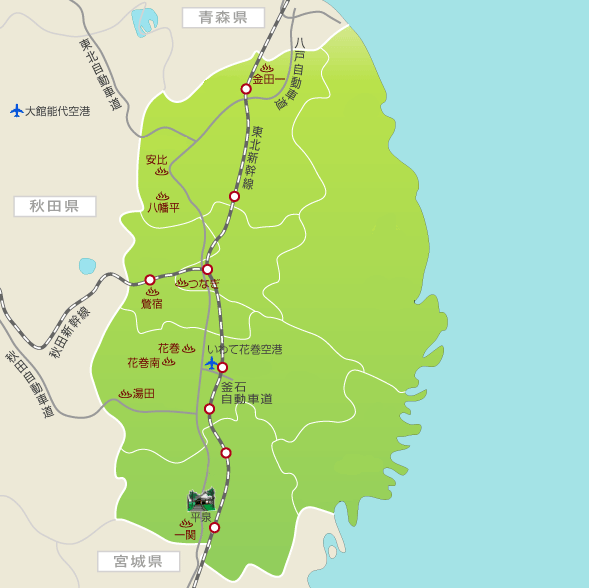 青森県
八戸自動車道
東北自動車道
金田一
大館能代空港
東北新幹線
安比
八幡平
秋田県
つなぎ
鶯宿
秋田新幹線
花巻
いわて花巻空港
花巻南
秋田自動車道
釜石
自動車道
湯田
平泉
一関
宮城県